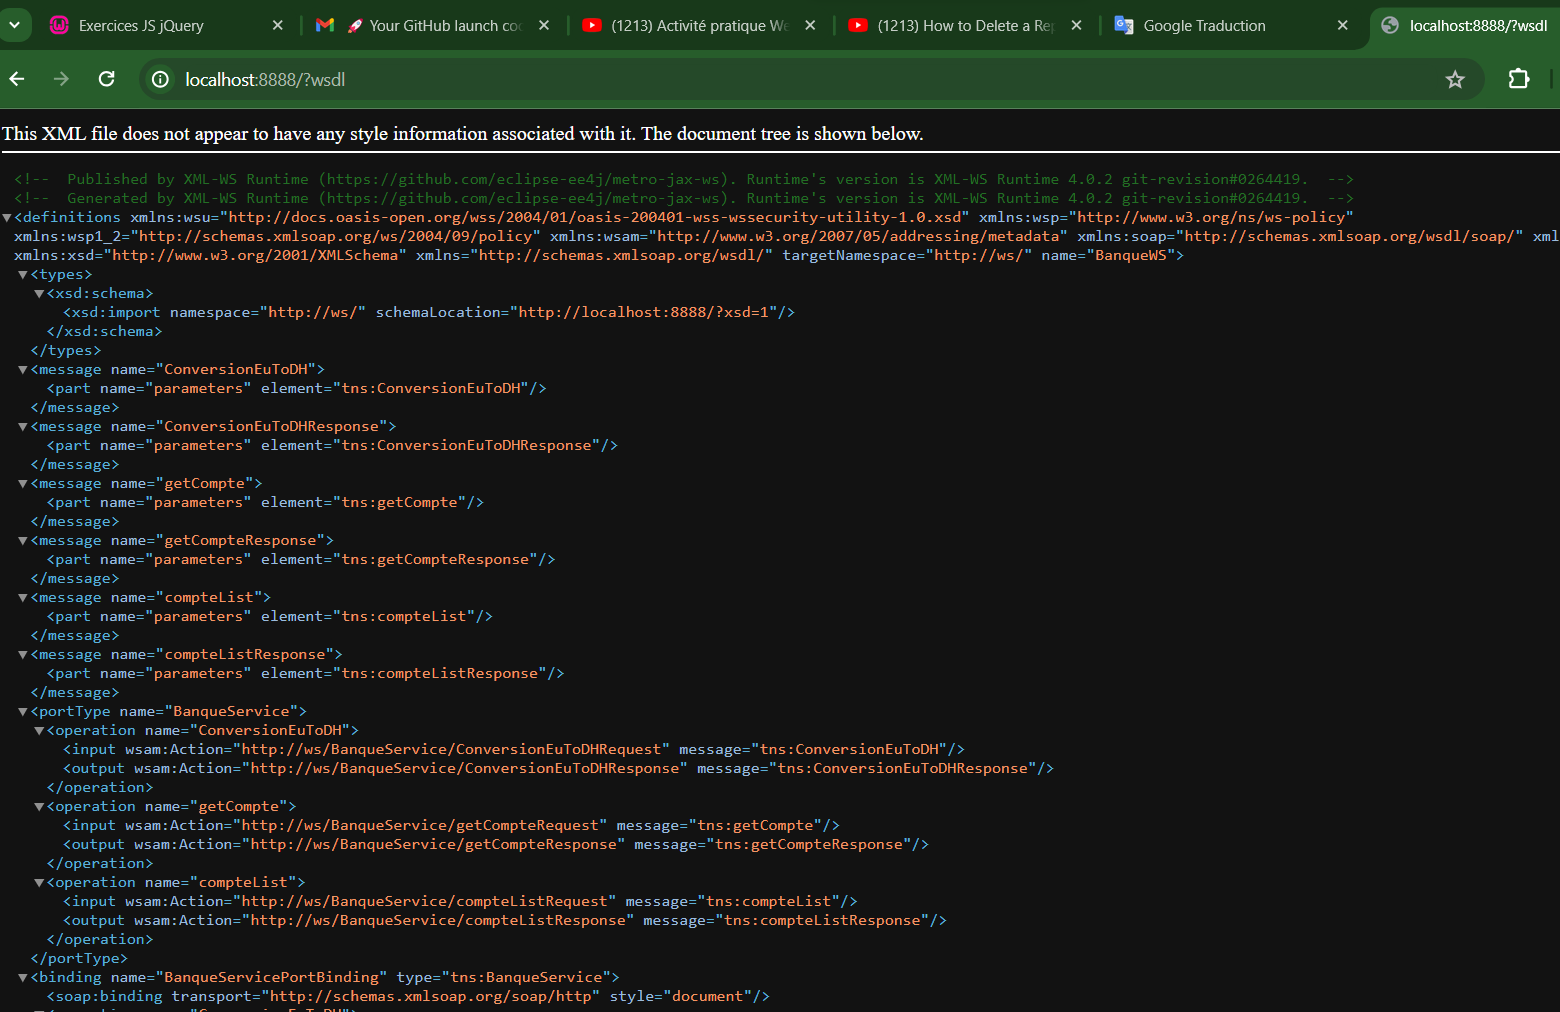 Exercices JS jQuery
🚀 Your GitHub launch co
(1213) Activité pratique We
(1213) How to Delete a Rep
Google Traduction
localhost:8888/?wsdl
localhost:8888/?wsdl
This XML file does not appear to have any style information associated with it. The document tree is shown below.
<!-- Published by XML-WS Runtime (https://github.com/eclipse-ee4j/metro-jax-ws). Runtime's version is XML-WS Runtime 4.0.2 git-revision#0264419. -->
<!-- Generated by XML-WS Runtime (https://github.com/eclipse-ee4j/metro-jax-ws). Runtime's version is XML-WS Runtime 4.0.2 git-revision#0264419. -->
<definitions xmlns:wsu="http://docs.oasis-open.org/wss/2004/01/oasis-200401-wss-wssecurity-utility-1.0.xsd" xmlns:wsp="http://www.w3.org/ns/ws-policy"
xmlns:wsp1_2="http://schemas.xmlsoap.org/ws/2004/09/policy" xmlns:wsam="http://www.w3.org/2007/05/addressing/metadata" xmlns:soap="http://schemas.xmlsoap.org/wsdl/soap/" xml
xmlns:xsd="http://www.w3.org/2001/XMLSchema" xmlns="http://schemas.xmlsoap.org/wsdl/" targetNamespace="http://ws/" name="BanqueWS">
<types>
<xsd:schema>
<xsd:import namespace="http://ws/" schemaLocation="http://localhost:8888/?xsd=1"/>
</xsd:schema>
</types>
<message name="ConversionEuToDH">
<part name="parameters" element="tns:ConversionEuToDH"/>
</message>
<message name="ConversionEuToDHResponse">
<part name="parameters" element="tns:ConversionEuToDHResponse"/>
</message>
<message name="getCompte">
<part name="parameters" element="tns:getCompte"/>
</message>
<message name="getCompteResponse">
<part name="parameters" element="tns:getCompteResponse"/>
</message>
<message name="compteList">
<part name="parameters" element="tns:compteList"/>
</message>
<message name="compteListResponse">
<part name="parameters" element="tns:compteListResponse"/>
</message>
<portType name="BanqueService">
<operation name="ConversionEuToDH">
<input wsam:Action="http://ws/BanqueService/ConversionEuToDHRequest" message="tns:ConversionEuToDH"/>
<output wsam:Action="http://ws/BanqueService/ConversionEuToDHResponse" message="tns:ConversionEuToDHResponse"/>
</operation>
<operation name="getCompte">
<input wsam:Action="http://ws/BanqueService/getCompteRequest" message="tns:getCompte"/>
<output wsam:Action="http://ws/BanqueService/getCompteResponse" message="tns:getCompteResponse"/>
</operation>
<operation name="compteList">
<input wsam:Action="http://ws/BanqueService/compteListRequest" message="tns:compteList"/>
<output wsam:Action="http://ws/BanqueService/compteListResponse" message="tns:compteListResponse"/>
</operation>
</portType>
<binding name="BanqueServicePortBinding" type="tns:BanqueService">
<soap:binding transport="http://schemas.xmlsoap.org/soap/http" style="document"/>